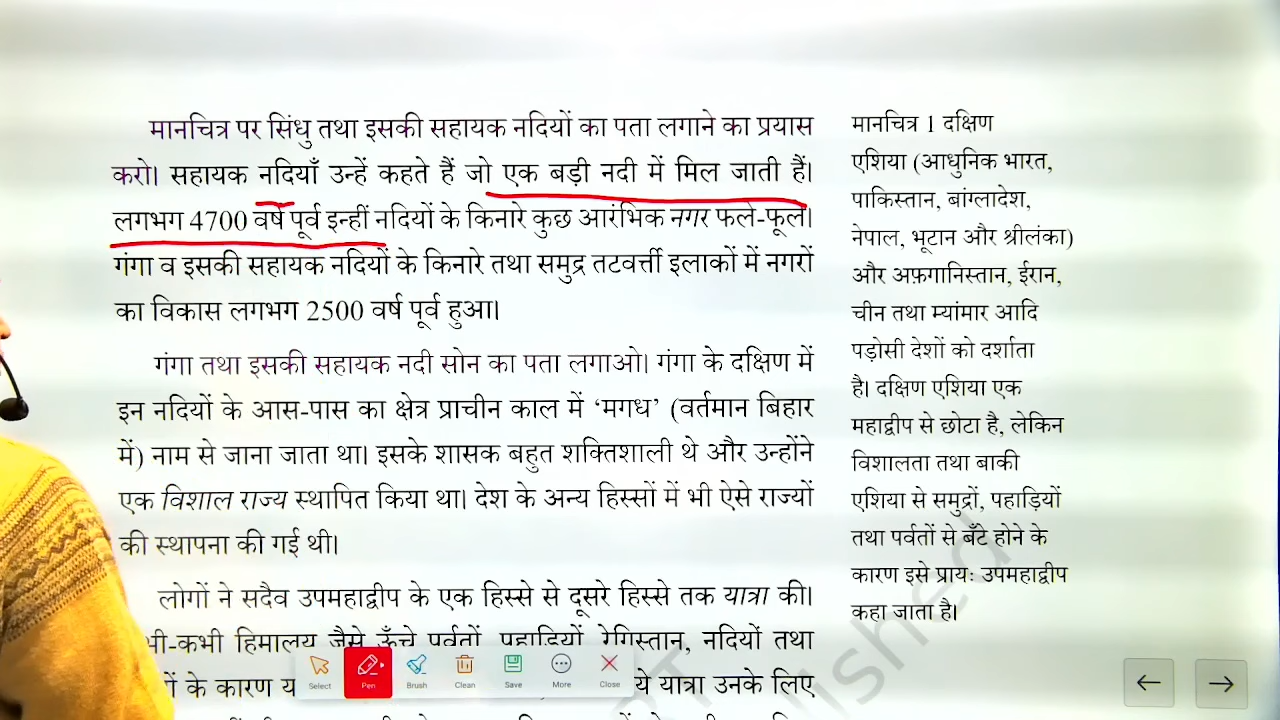 मानचित्र पर सिंधु तथा इसकी सहायक नदियों का पता लगाने का प्रयास
करो। सहायक नदियाँ उन्हें कहते हैं जो एक बड़ी नदी में मिल जाती हैं।
लगभग 4700 वर्ष पूर्व इन्हीं नदियों के किनारे कुछ आरंभिक नगर फले-फूले।
गंगा व इसकी सहायक नदियों के किनारे तथा समुद्र तटवर्त्ती इलाकों में नगरों
का विकास लगभग 2500 वर्ष पूर्व हुआ।
गंगा तथा इसकी सहायक नदी सोन का पता लगाओ। गंगा के दक्षिण में
इन नदियों के आस-पास का क्षेत्र प्राचीन काल में ‘मगध’ (वर्तमान बिहार
में) नाम से जाना जाता था। इसके शासक बहुत शक्तिशाली थे और उन्होंने
एक विशाल राज्य स्थापित किया था। देश के अन्य हिस्सों में भी ऐसे राज्यों
की स्थापना की गई थी।
लोगों ने सदैव उपमहाद्वीप के एक हिस्से से दूसरे हिस्से तक यात्रा की।
भी-कभी हिमालय जैसे ऊँचे पर्वतों, पहाड़ियों, रेगिस्तान, नदियों तथा
के कारण ये यात्रा उनके लिए
मानचित्र 1 दक्षिण
एशिया (आधुनिक भारत,
पाकिस्तान, बांग्लादेश,
नेपाल, भूटान और श्रीलंका)
और अफ़गानिस्तान, ईरान,
चीन तथा म्यांमार आदि
पड़ोसी देशों को दर्शाता
है। दक्षिण एशिया एक
महाद्वीप से छोटा है, लेकिन
विशालता तथा बाकी
एशिया से समुद्रों, पहाड़ियों
तथा पर्वतों से बँटे होने के
कारण इसे प्रायः उपमहाद्वीप
कहा जाता है।
Select Pen Brush Clean Save More Close